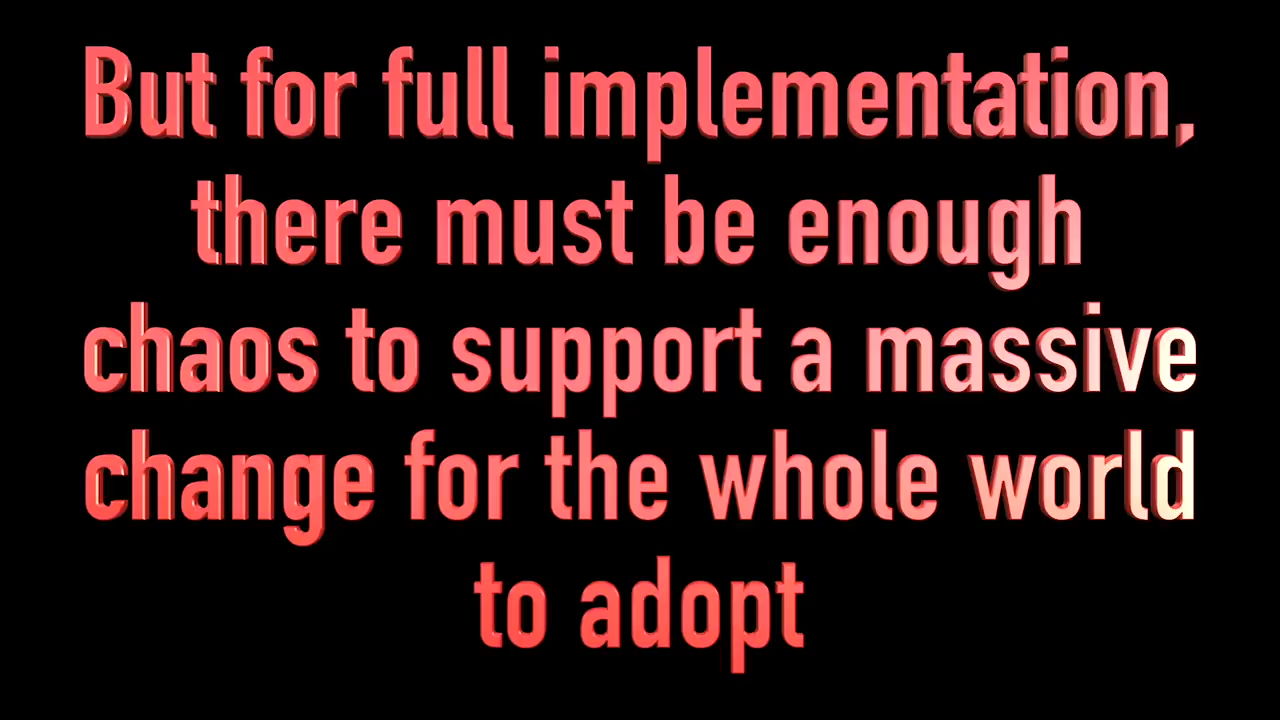 But for full implementation,
there must be enough
chaos to support a massive
change for the whole world
to adopt